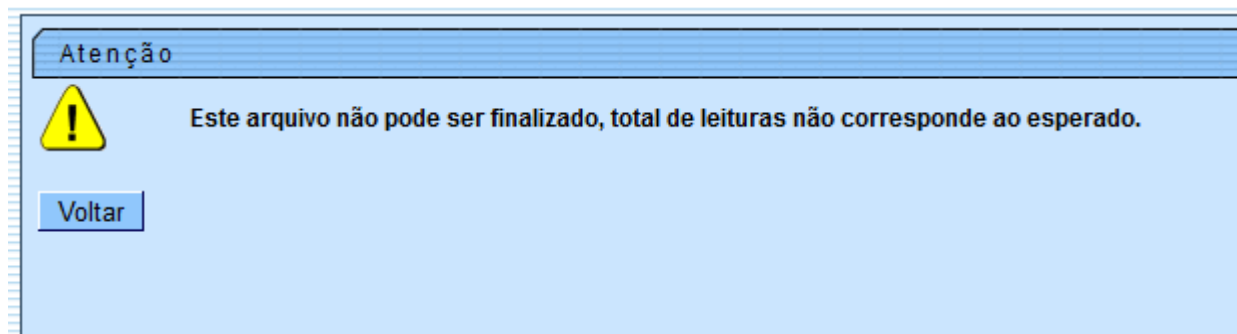 Atenção
Este arquivo não pode ser finalizado, total de leituras não corresponde ao esperado.
Voltar